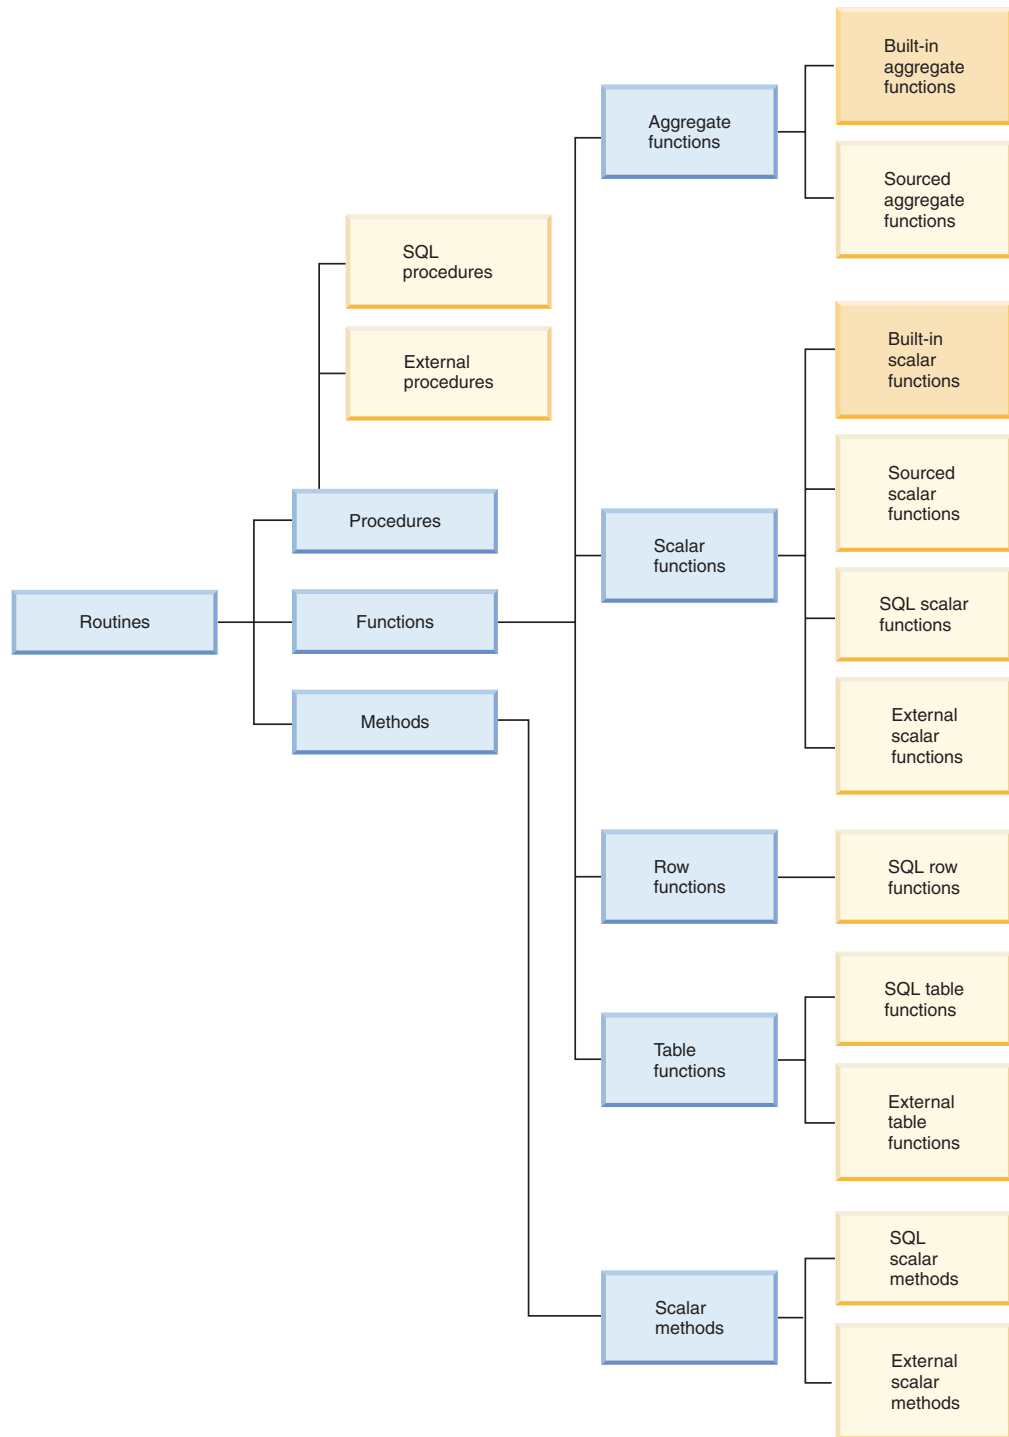 Built-in
aggregate
functions
Aggregate
functions
Sourced
aggregate
functions
SQL
procedures
External
procedures
Built-in
scalar
functions
Sourced
scalar
functions
Procedures
Scalar
functions
SQL scalar
functions
Routines
Functions
Methods
External
scalar
functions
Row
functions
SQL row
functions
SQL table
functions
Table
functions
External
table
functions
SQL
scalar
methods
Scalar
methods
External
scalar
methods